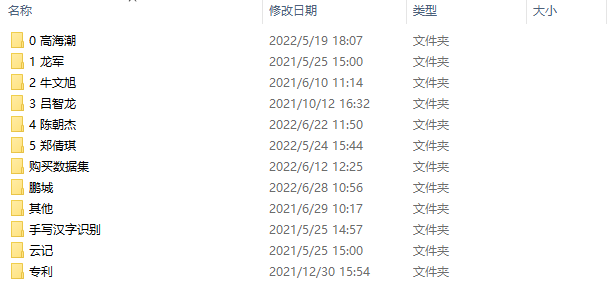 名称 修改日期 类型 大小
0 高海潮 2022/5/19 18:07 文件夹
1 龙军 2021/5/25 15:00 文件夹
2 牛文旭 2021/6/10 11:14 文件夹
3 吕智龙 2021/10/12 16:32 文件夹
4 陈朝杰 2022/6/22 11:50 文件夹
5 郑倩琪 2022/5/24 15:44 文件夹
购买数据集 2022/6/12 12:25 文件夹
鹏城 2022/6/28 10:56 文件夹
其他 2021/6/29 10:17 文件夹
手写汉字识别 2021/5/25 14:57 文件夹
云记 2021/5/25 15:00 文件夹
专利 2021/12/30 15:54 文件夹